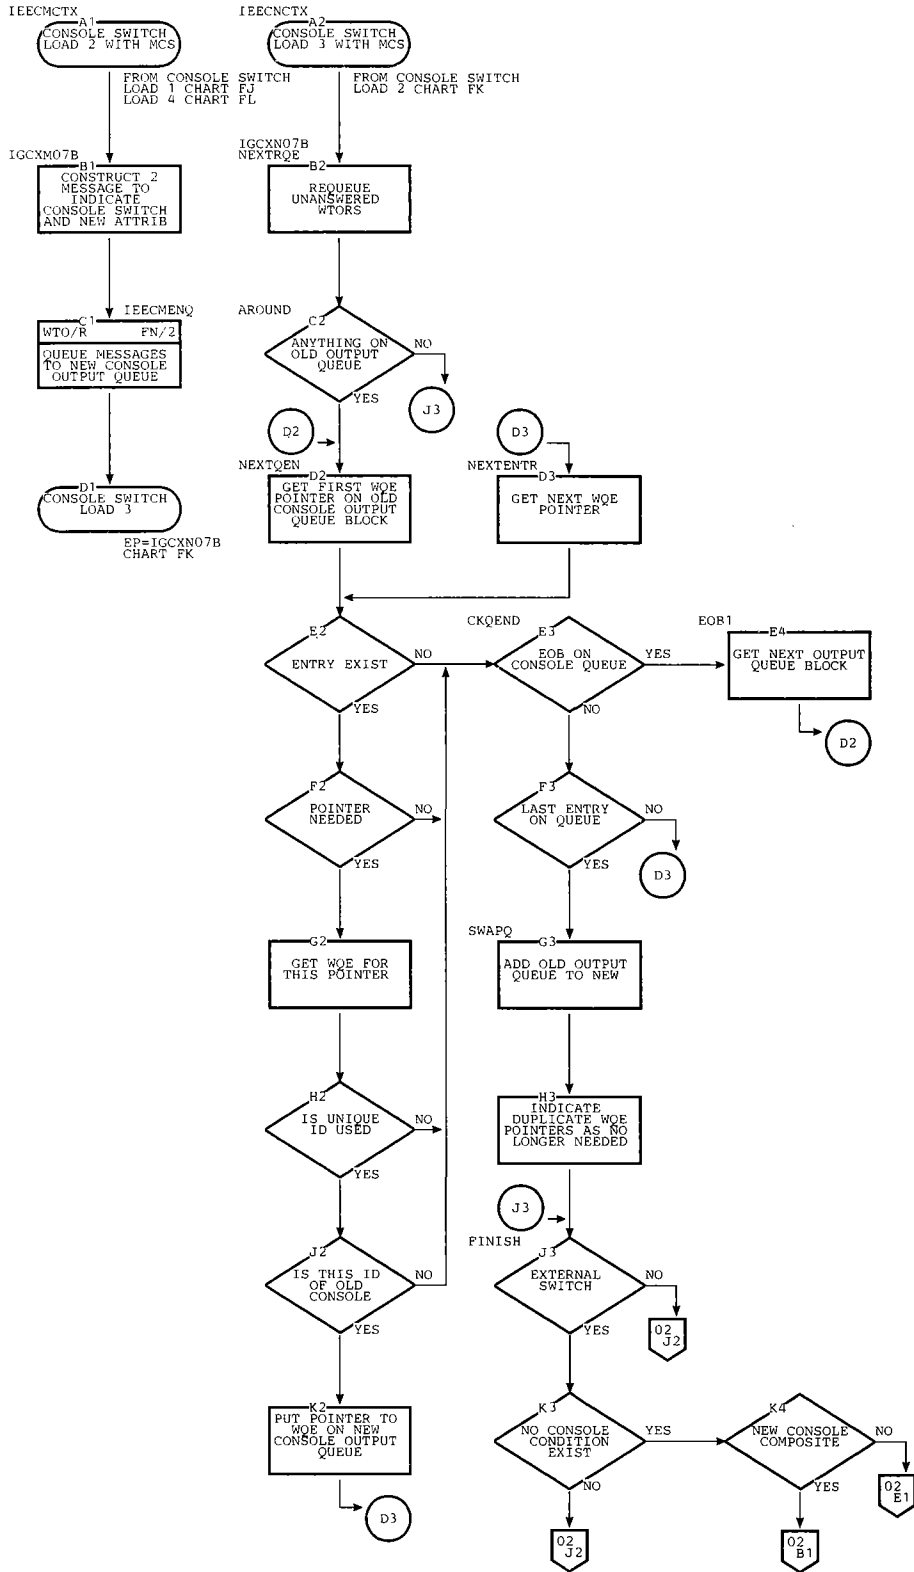 IEECMCTX
A1
CONSOLE SWITCH
LOAD 2 WITH MCS
FROM CONSOLE SWITCH
LOAD 1 CHART FJ
LOAD 4 CHART FL
IGCXM07B
B1
CONSTRUCT 2
MESSAGE TO
INDICATE
CONSOLE SWITCH
AND NEW ATTRIB
IEECMENQ
C1
WTO/R FN/2
QUEUE MESSAGES
TO NEW CONSOLE
OUTPUT QUEUE
D1
CONSOLE SWITCH
LOAD 3
EP=IGCXN07B
CHART FK
IEECNCTX
A2
CONSOLE SWITCH
LOAD 3 WITH MCS
FROM CONSOLE SWITCH
LOAD 2 CHART FK
IGCXN07B
NEXTRQE
B2
REQUEUE
UNANSWERED
WTORS
AROUND
C2
ANYTHING ON
OLD OUTPUT
QUEUE
NO
J3
YES
D2
NEXTQEN
D2
GET FIRST WQE
POINTER ON OLD
CONSOLE OUTPUT
QUEUE BLOCK
D3
NEXTENTR
D3
GET NEXT WQE
POINTER
E2
ENTRY EXIST
NO
YES
CKQEND
E3
EOB ON
CONSOLE QUEUE
YES
NO
EOB1
E4
GET NEXT OUTPUT
QUEUE BLOCK
D2
F2
POINTER
NEEDED
NO
YES
F3
LAST ENTRY
ON QUEUE
NO
D3
YES
G2
GET WQE FOR
THIS POINTER
SWAPQ
G3
ADD OLD OUTPUT
QUEUE TO NEW
H2
IS UNIQUE
ID USED
NO
YES
H3
INDICATE
DUPLICATE WQE
POINTERS AS NO
LONGER NEEDED
J3
FINISH
J2
IS THIS ID
OF OLD
CONSOLE
NO
YES
J3
EXTERNAL
SWITCH
NO
02
J2
YES
K2
PUT POINTER TO
WQE ON NEW
CONSOLE OUTPUT
QUEUE
D3
K3
NO CONSOLE
CONDITION
EXIST
YES
NO
02
J2
K4
NEW CONSOLE
COMPOSITE
NO
02
E1
YES
02
B1